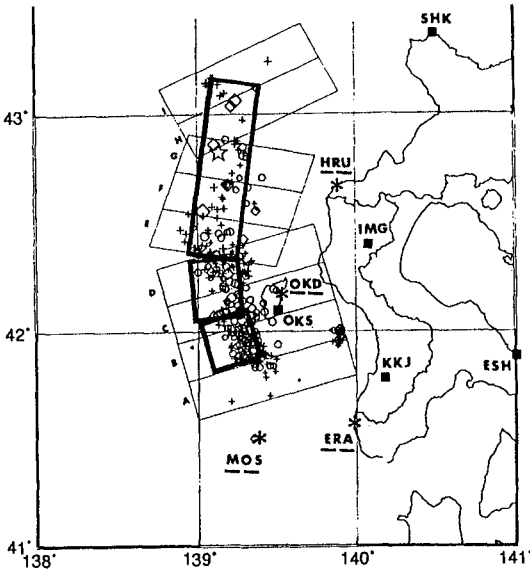 SHK
43°
I
H
G
HRU
F
IMG
E
OKD
D
OKS
42°
C
ESH
B
KKJ
A
ERA
MOS
41°
138°
139°
140°
141°